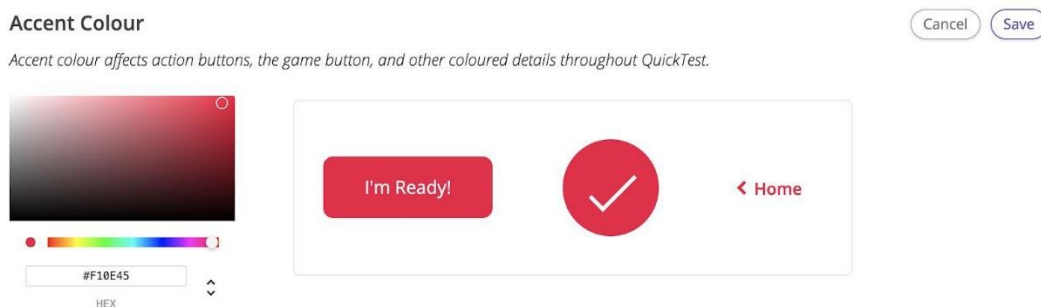 Accent Colour
Cancel
Save
Accent colour affects action buttons, the game button, and other coloured details throughout QuickTest.
I'm Ready!
Home
#F10E45
HEX